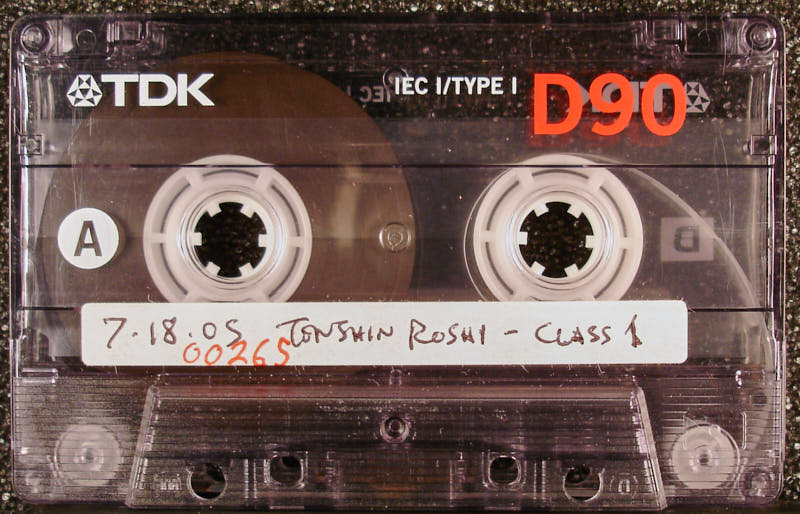 TDK IEC I/TYPE I D90
A
7.18.05 TENSHIN ROSHI - CLASS 1
00265